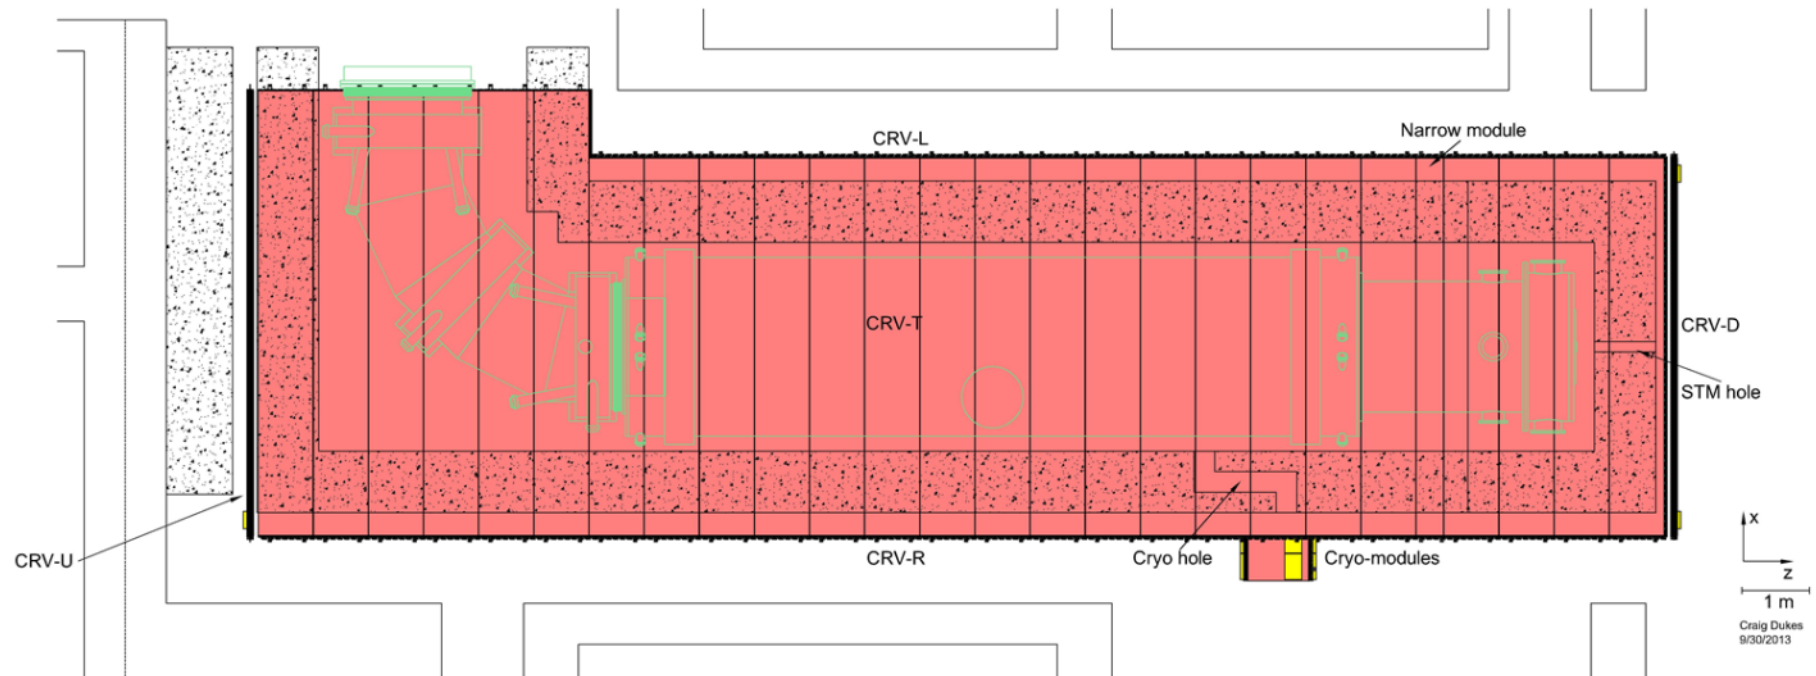 Narrow module
CRV-L
CRV-T
CRV-D
STM hole
CRV-U
CRV-R
Cryo hole
Cryo-modules
x
z
1 m
Craig Dukes
9/30/2013